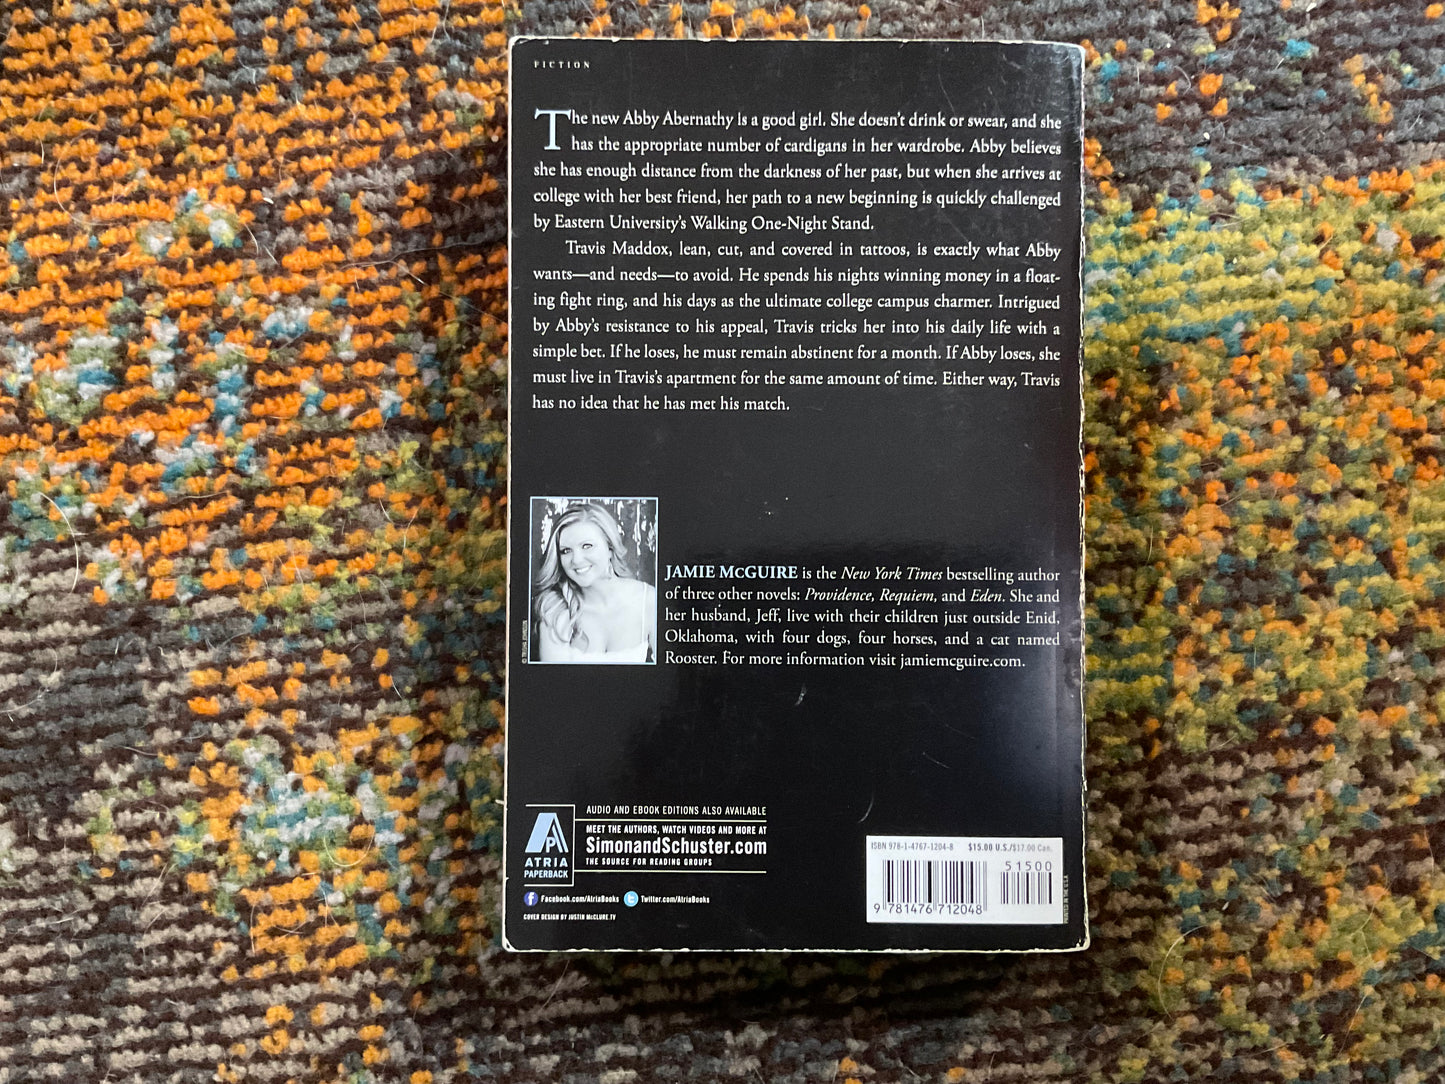 FICTION
The new Abby Abernathy is a good girl. She doesn't drink or swear, and she
has the appropriate number of cardigans in her wardrobe. Abby believes
she has enough distance from the darkness of her past, but when she arrives at
college with her best friend, her path to a new beginning is quickly challenged
by Eastern University's Walking One-Night Stand.
Travis Maddox, lean, cut, and covered in tattoos, is exactly what Abby
wants—and needs—to avoid. He spends his nights winning money in a float-
ing fight ring, and his days as the ultimate college campus charmer. Intrigued
by Abby's resistance to his appeal, Travis tricks her into his daily life with a
simple bet. If he loses, he must remain abstinent for a month. If Abby loses, she
must live in Travis's apartment for the same amount of time. Either way, Travis
has no idea that he has met his match.
© TRISHA JOHNSON
JAMIE McGUIRE is the New York Times bestselling author
of three other novels: Providence, Requiem, and Eden. She and
her husband, Jeff, live with their children just outside Enid,
Oklahoma, with four dogs, four horses, and a cat named
Rooster. For more information visit jamiemcguire.com.
AP
ATRIA
PAPERBACK
AUDIO AND EBOOK EDITIONS ALSO AVAILABLE
MEET THE AUTHORS, WATCH VIDEOS AND MORE AT
SimonandSchuster.com
THE SOURCE FOR READING GROUPS
f Facebook.com/AtriaBooks t Twitter.com/AtriaBooks
COVER DESIGN BY JUSTIN McCLURE.TV
ISBN 978-1-4767-1204-8 $15.00 U.S./$17.00 Can.
51500
9 781476 712048
PRINTED IN THE U.S.A.